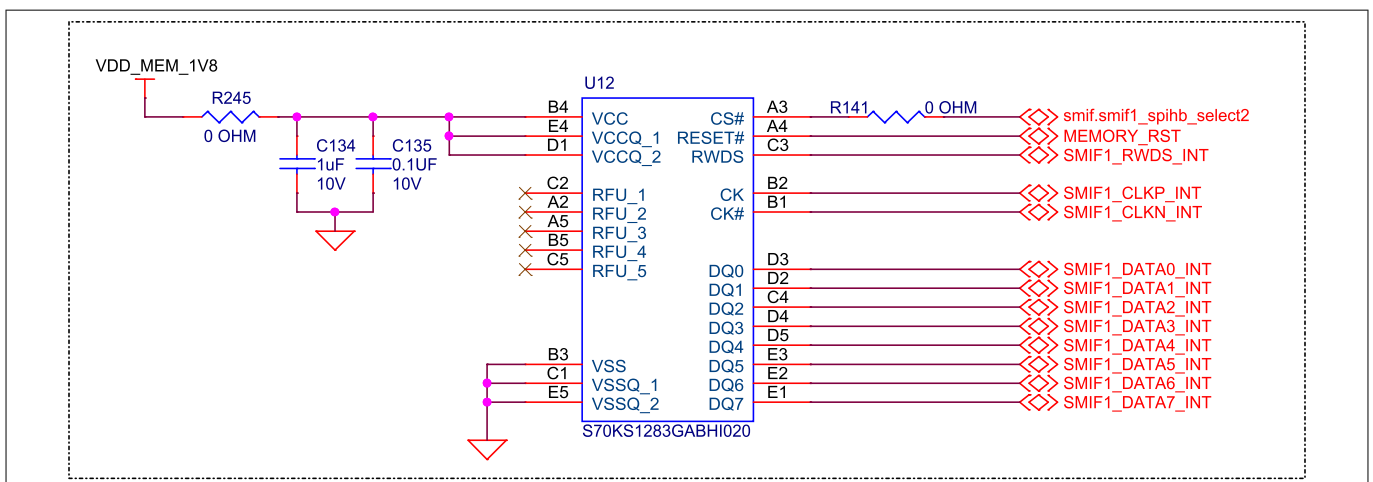 VDD_MEM_1V8
R245
0 OHM
C134
1uF
10V
C135
0.1UF
10V
U12
B4 VCC
E4 VCCQ_1
D1 VCCQ_2
C2 RFU_1
A2 RFU_2
A5 RFU_3
B5 RFU_4
C5 RFU_5
B3 VSS
C1 VSSQ_1
E5 VSSQ_2
CS# A3 R141 0 OHM smif.smif1_spihb_select2
RESET# A4 MEMORY_RST
RWDS C3 SMIF1_RWDS_INT
CK B2 SMIF1_CLKP_INT
CK# B1 SMIF1_CLKN_INT
DQ0 D3 SMIF1_DATA0_INT
DQ1 D2 SMIF1_DATA1_INT
DQ2 C4 SMIF1_DATA2_INT
DQ3 D4 SMIF1_DATA3_INT
DQ4 D5 SMIF1_DATA4_INT
DQ5 E3 SMIF1_DATA5_INT
DQ6 E2 SMIF1_DATA6_INT
DQ7 E1 SMIF1_DATA7_INT
S70KS1283GABHI020